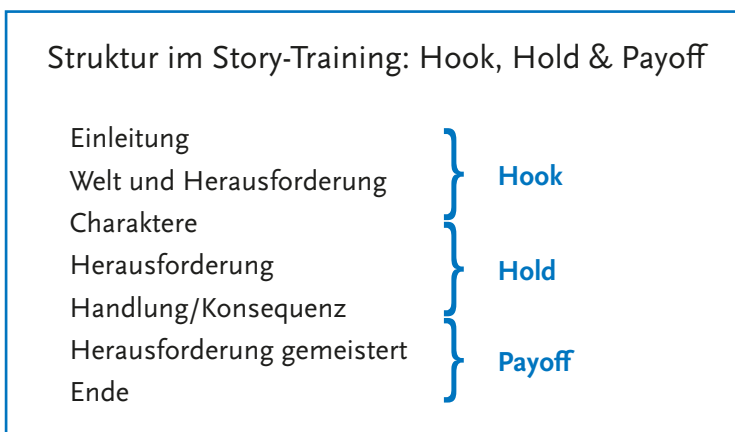 Struktur im Story-Training: Hook, Hold & Payoff
Einleitung
Welt und Herausforderung
Hook
Charaktere
Herausforderung
Hold
Handlung/Konsequenz
Herausforderung gemeistert
Payoff
Ende